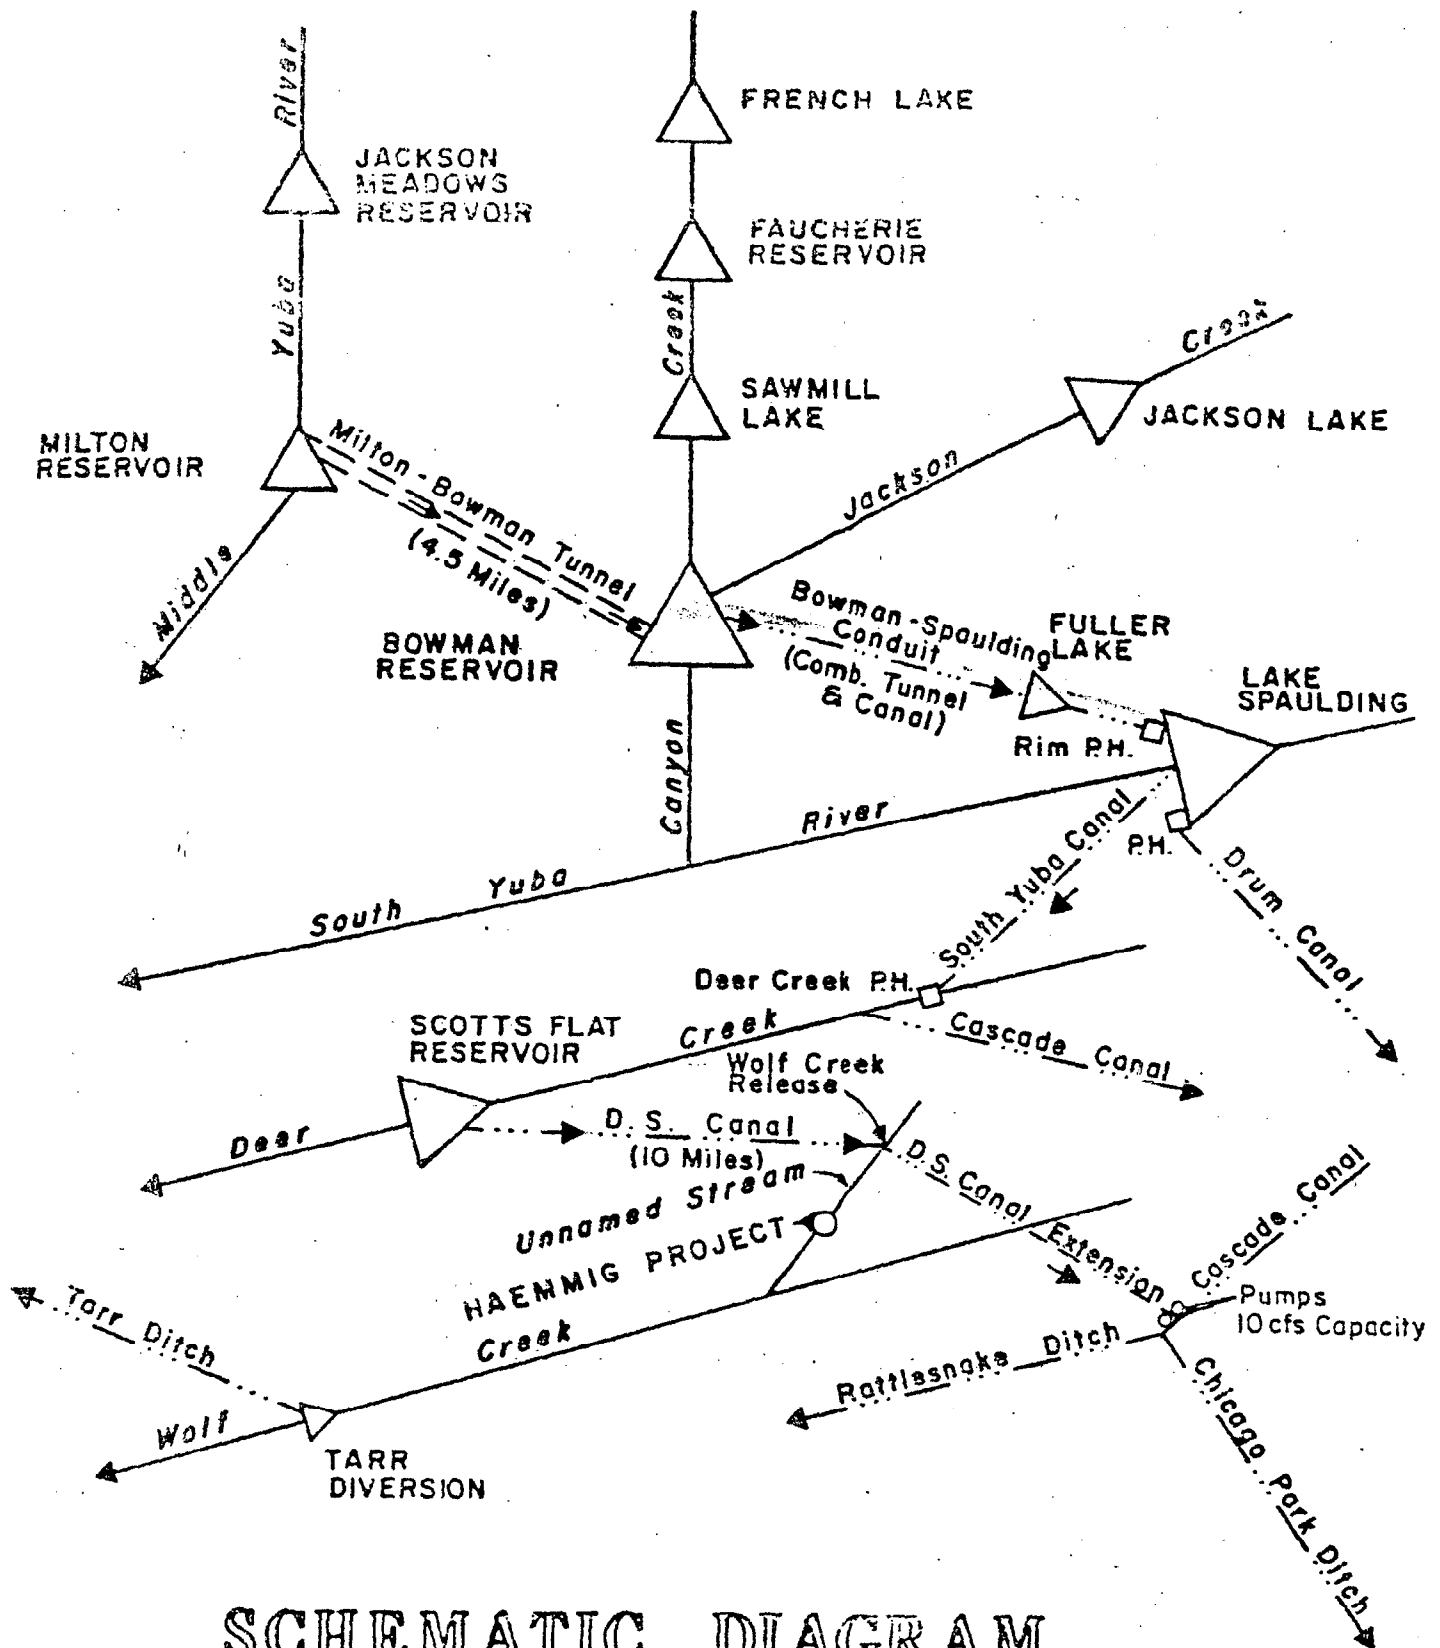 River
FRENCH LAKE
JACKSON
MEADOWS
RESERVOIR
FAUCHERIE
RESERVOIR
Yuba
Creek
Creek
SAWMILL
LAKE
JACKSON LAKE
MILTON
RESERVOIR
Milton-Bowman Tunnel
(4.5 Miles)
Jackson
Middle
BOWMAN
RESERVOIR
Bowman-Spaulding
Conduit
(Comb. Tunnel
& Canal)
FULLER
LAKE
LAKE
SPAULDING
Rim P.H.
Canyon
River
P.H.
South Yuba Canal
Drum Canal
Yuba
South
Deer Creek P.H.
SCOTTS FLAT
RESERVOIR
Creek
Cascade Canal
Wolf Creek
Release
D. S. Canal
(10 Miles)
Deer
Unnamed Stream
D.S. Canal Extension
HAEMMIG PROJECT
Cascade Canal
Pumps
10 cfs Capacity
Tarr Ditch
Creek
Rattlesnake Ditch
Chicago Park Ditch
Wolf
TARR
DIVERSION
SCHEMATIC DIAGRAM